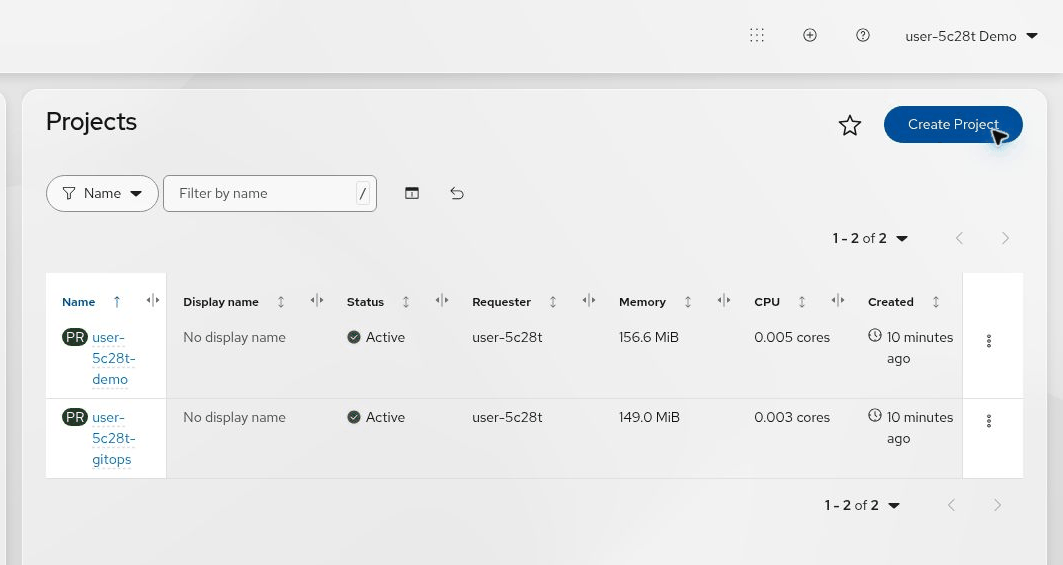 user-5c28t Demo
Projects
Create Project
Name
Filter by name
/
1 - 2 of 2
Name Display name Status Requester Memory CPU Created
PR user-5c28t-demo No display name Active user-5c28t 156.6 MiB 0.005 cores 10 minutes ago
PR user-5c28t-gitops No display name Active user-5c28t 149.0 MiB 0.003 cores 10 minutes ago
1 - 2 of 2